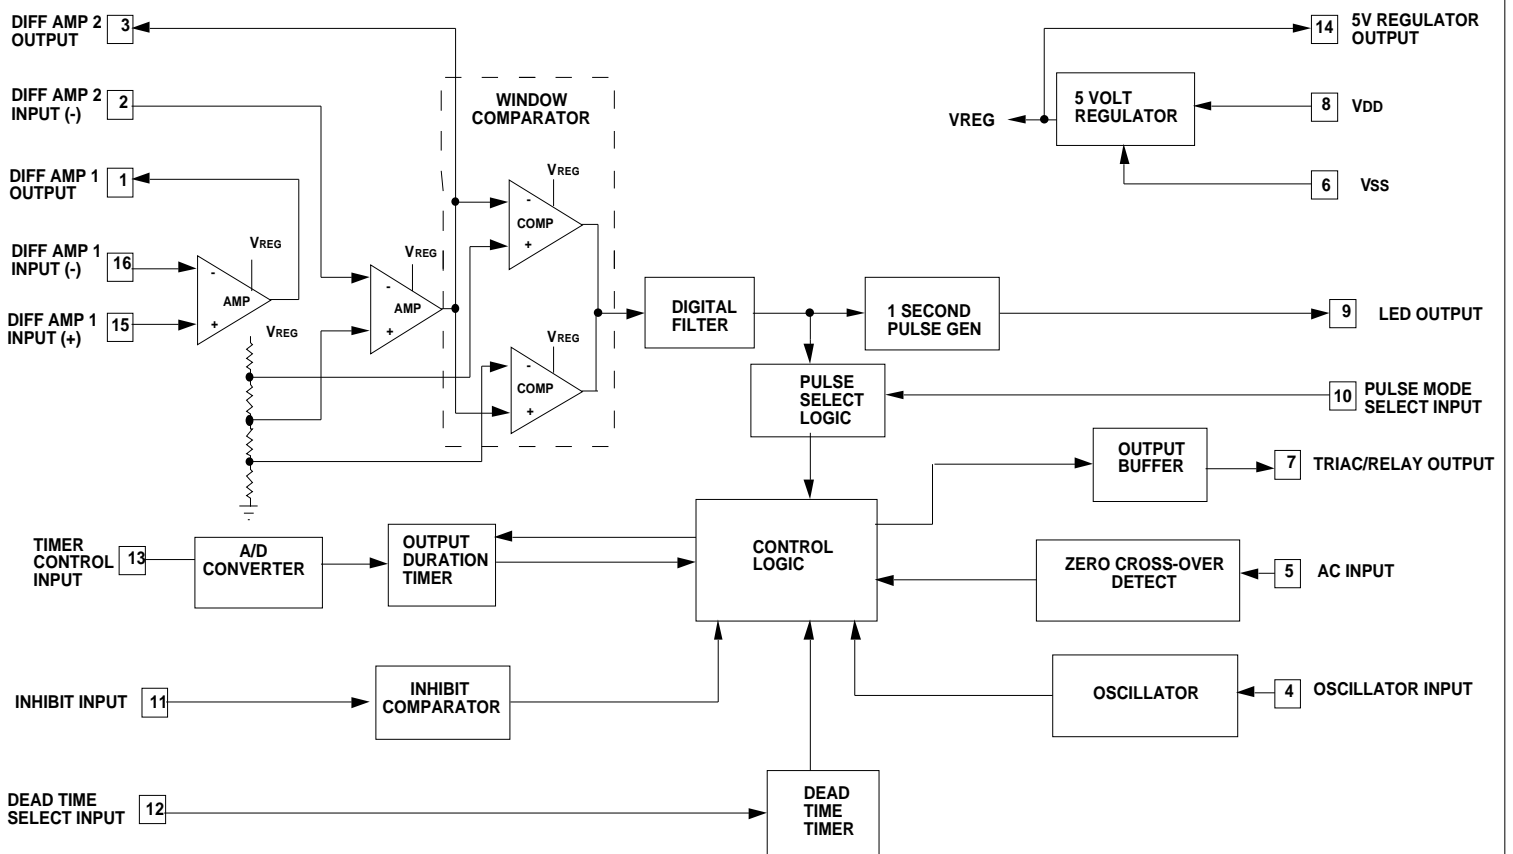 DIFF AMP 2
OUTPUT
3
DIFF AMP 2
INPUT (-)
2
DIFF AMP 1
OUTPUT
1
DIFF AMP 1
INPUT (-)
16
DIFF AMP 1
INPUT (+)
15
VREG
-
AMP
+
VREG
VREG
-
AMP
+
WINDOW
COMPARATOR
VREG
-
COMP
+
VREG
-
COMP
+
14
5V REGULATOR
OUTPUT
VREG
5 VOLT
REGULATOR
8
VDD
6
VSS
DIGITAL
FILTER
1 SECOND
PULSE GEN
9
LED OUTPUT
PULSE
SELECT
LOGIC
10
PULSE MODE
SELECT INPUT
OUTPUT
BUFFER
7
TRIAC/RELAY OUTPUT
TIMER
CONTROL
INPUT
13
A/D
CONVERTER
OUTPUT
DURATION
TIMER
CONTROL
LOGIC
ZERO CROSS-OVER
DETECT
5
AC INPUT
INHIBIT INPUT
11
INHIBIT
COMPARATOR
OSCILLATOR
4
OSCILLATOR INPUT
DEAD TIME
SELECT INPUT
12
DEAD
TIME
TIMER